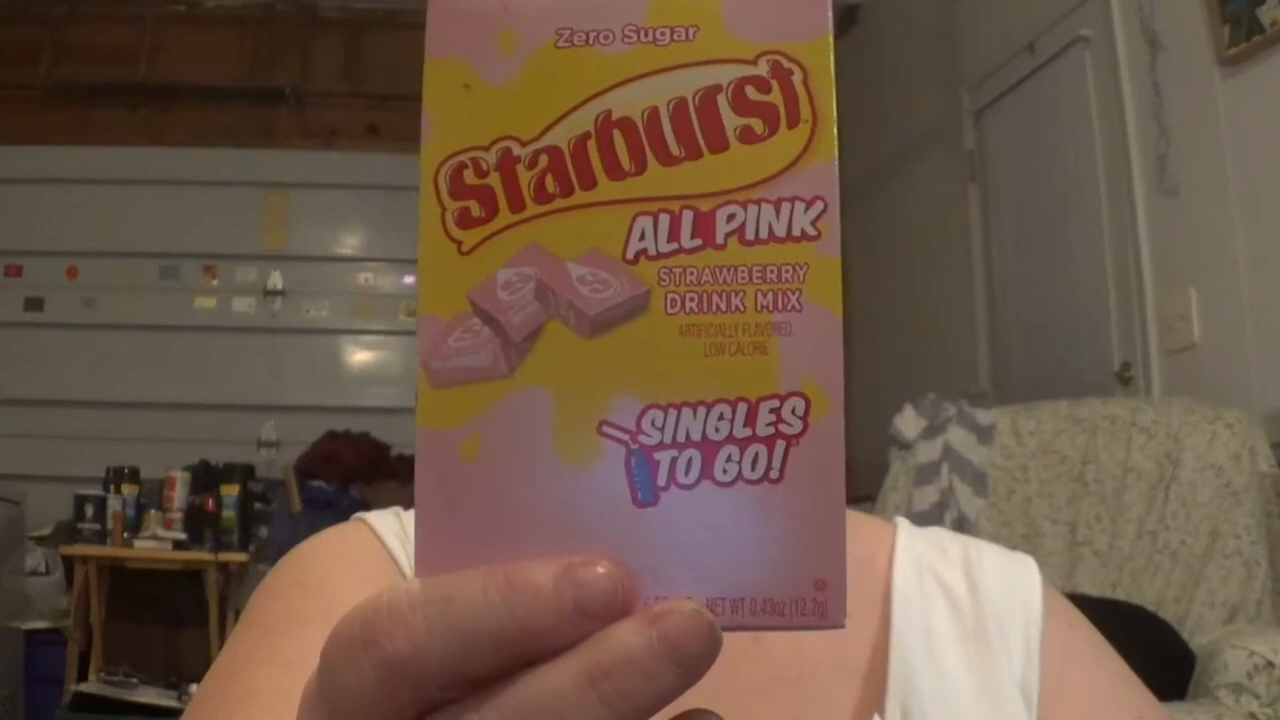 Zero Sugar
Starburst
ALL PINK
STRAWBERRY
DRINK MIX
ARTIFICIALLY FLAVORED
LOW CALORIE
SINGLES
TO GO!
NET WT 0.43oz (12.2g)